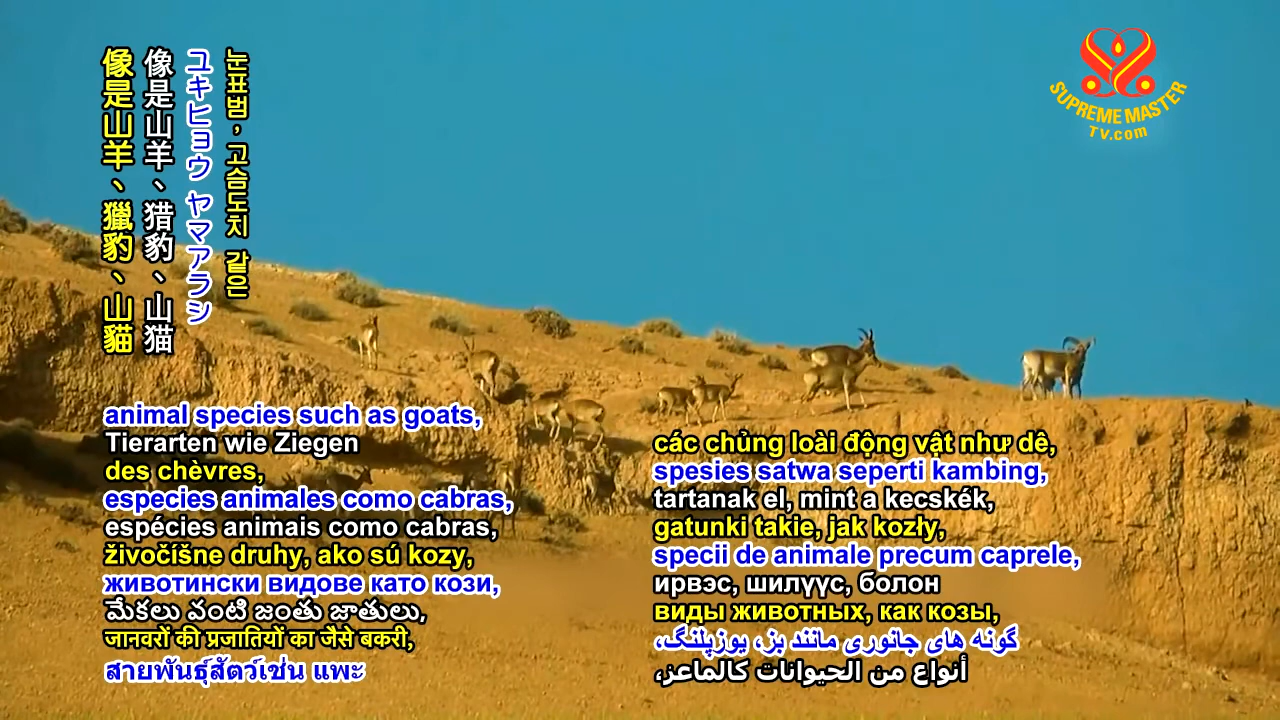 像是山羊、獵豹、山貓
像是山羊、猎豹、山猫
ユキヒョウ ヤマアラシ
눈표범, 고슴도치 같은
SUPREME MASTER
TV.com
animal species such as goats,
Tierarten wie Ziegen
des chèvres,
especies animales como cabras,
espécies animais como cabras,
živočíšne druhy, ako sú kozy,
животински видове като кози,
మేకలు వంటి జంతు జాతులు,
जानवरों की प्रजातियों का जैसे बकरी,
สายพันธุ์สัตว์เช่น แพะ
các chủng loài động vật như dê,
spesies satwa seperti kambing,
tartanak el, mint a kecskék,
gatunki takie, jak kozły,
specii de animale precum caprele,
ирвэс, шилүүс, болон
виды животных, как козы,
گونه های جانوری مانند بز، یوزپلنگ،
أنواع من الحيوانات كالماعز،